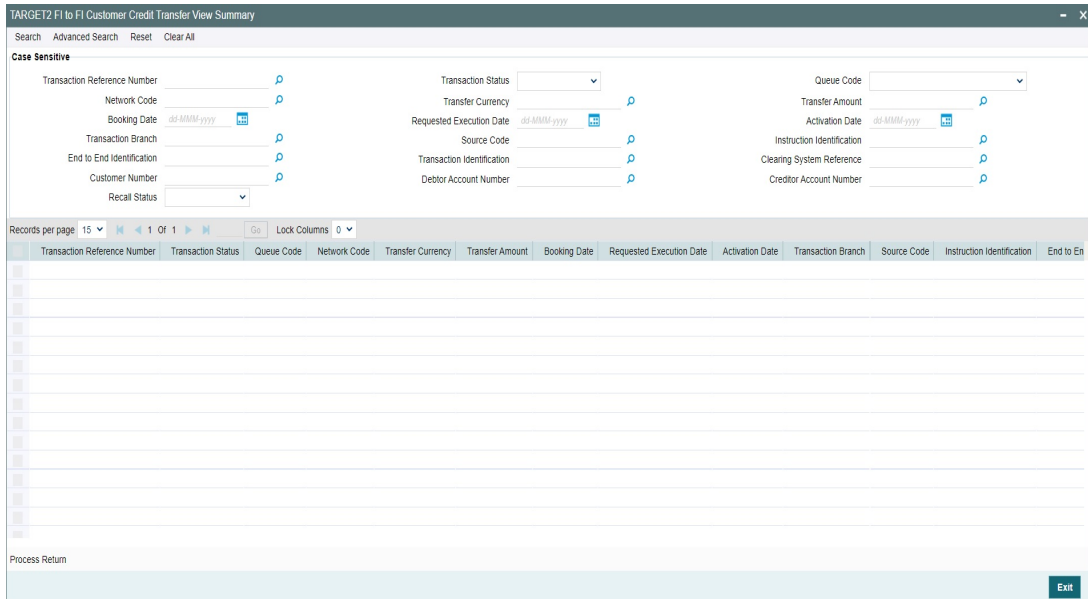 TARGET2 FI to FI Customer Credit Transfer View Summary
Search Advanced Search Reset Clear All
Case Sensitive
Transaction Reference Number Transaction Status Queue Code
Network Code Transfer Currency Transfer Amount
Booking Date dd-MMM-yyyy Requested Execution Date dd-MMM-yyyy Activation Date dd-MMM-yyyy
Transaction Branch Source Code Instruction Identification
End to End Identification Transaction Identification Clearing System Reference
Customer Number Debtor Account Number Creditor Account Number
Recall Status
Records per page 15 1 Of 1 Go Lock Columns 0
Transaction Reference Number Transaction Status Queue Code Network Code Transfer Currency Transfer Amount Booking Date Requested Execution Date Activation Date Transaction Branch Source Code Instruction Identification End to En
Process Return
Exit